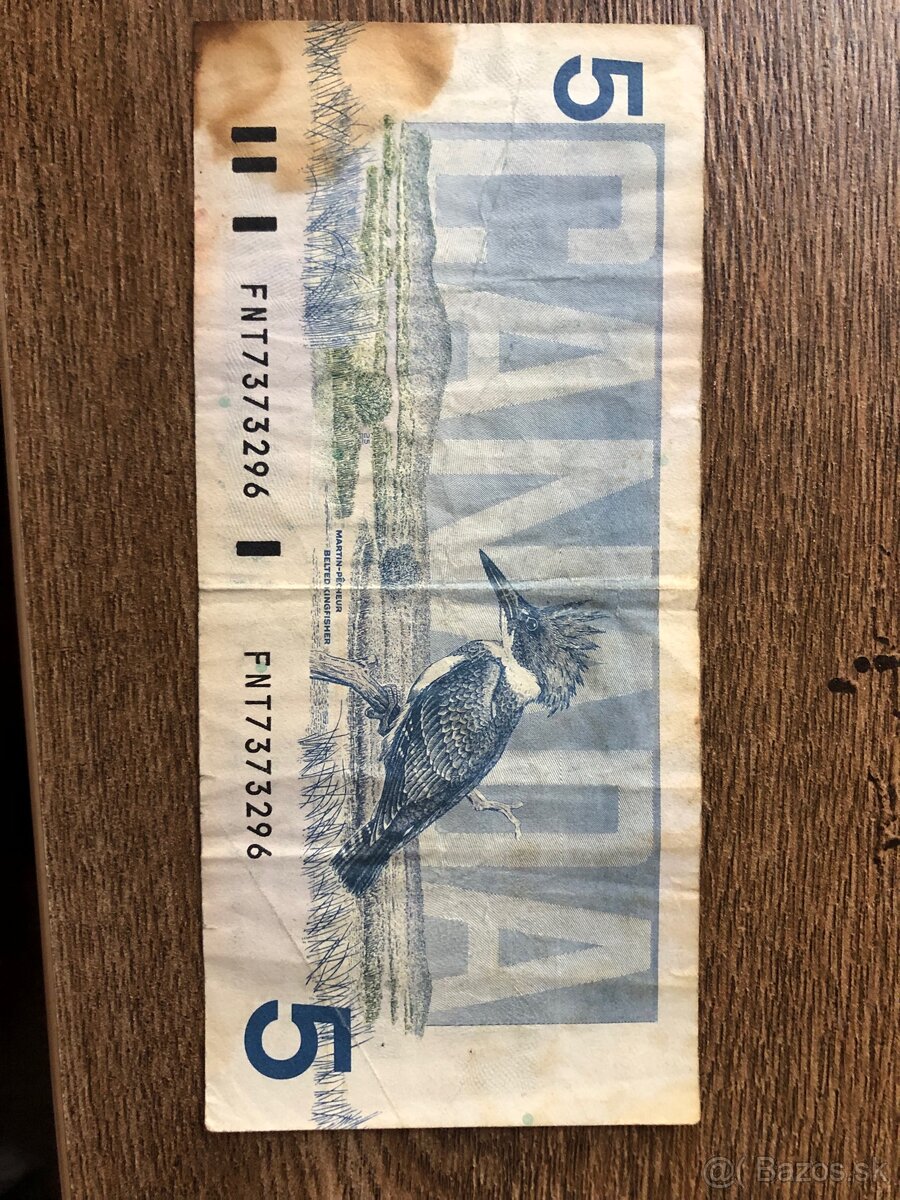 5
CANADA
MARTIN-PÊCHEUR
BELTED KINGFISHER
FNT7373296
FNT7373296
5
@( Bazos.sk